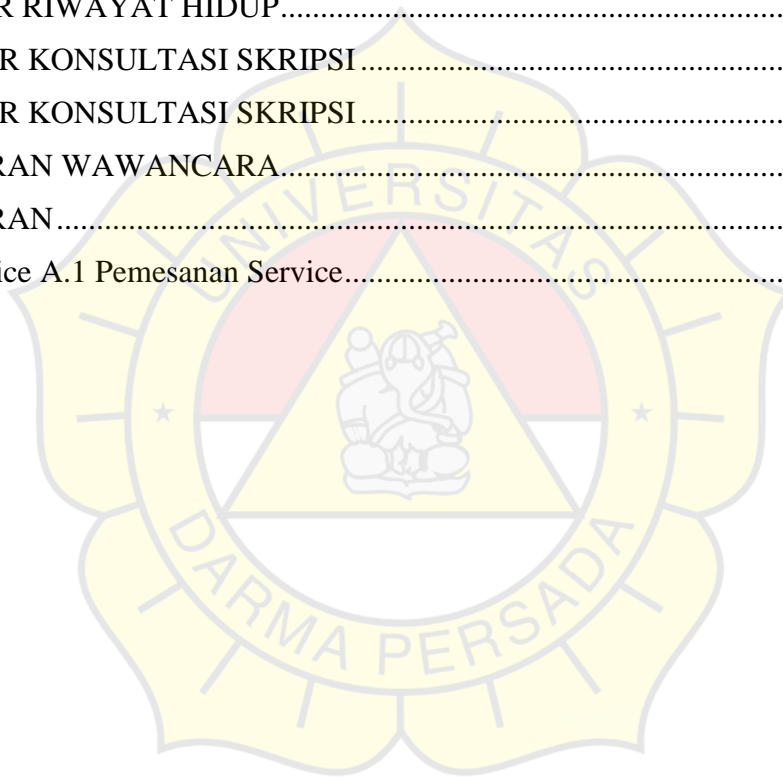 R RIWAYAT HIDUP
R KONSULTASI SKRIPSI
R KONSULTASI SKRIPSI
RAN WAWANCARA
RAN
ice A.1 Pemesanan Service
UNIVERSITAS
DARMA PERSADA